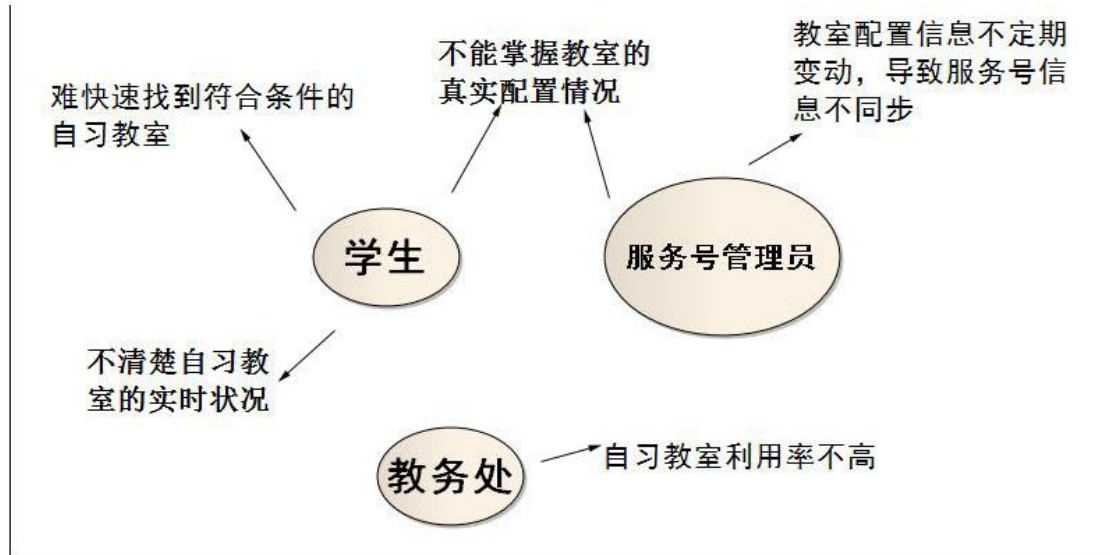 教室配置信息不定期
变动，导致服务号信
息不同步
不能掌握教室的
真实配置情况
难快速找到符合条件的
自习教室
学生
服务号管理员
不清楚自习教
室的实时状况
教务处
自习教室利用率不高